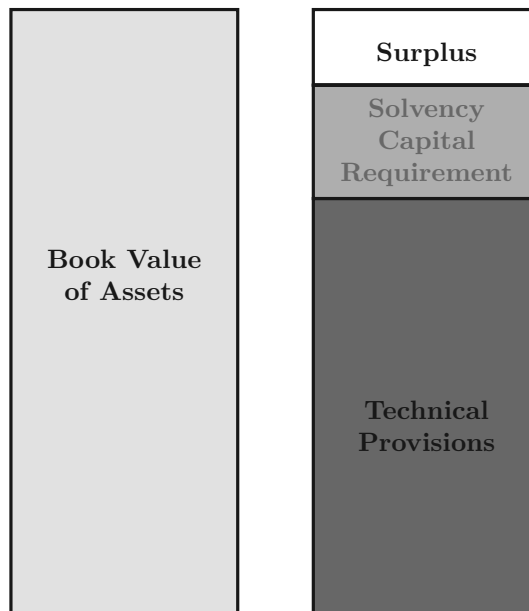 Surplus
Solvency
Capital
Requirement
Book Value
of Assets
Technical
Provisions